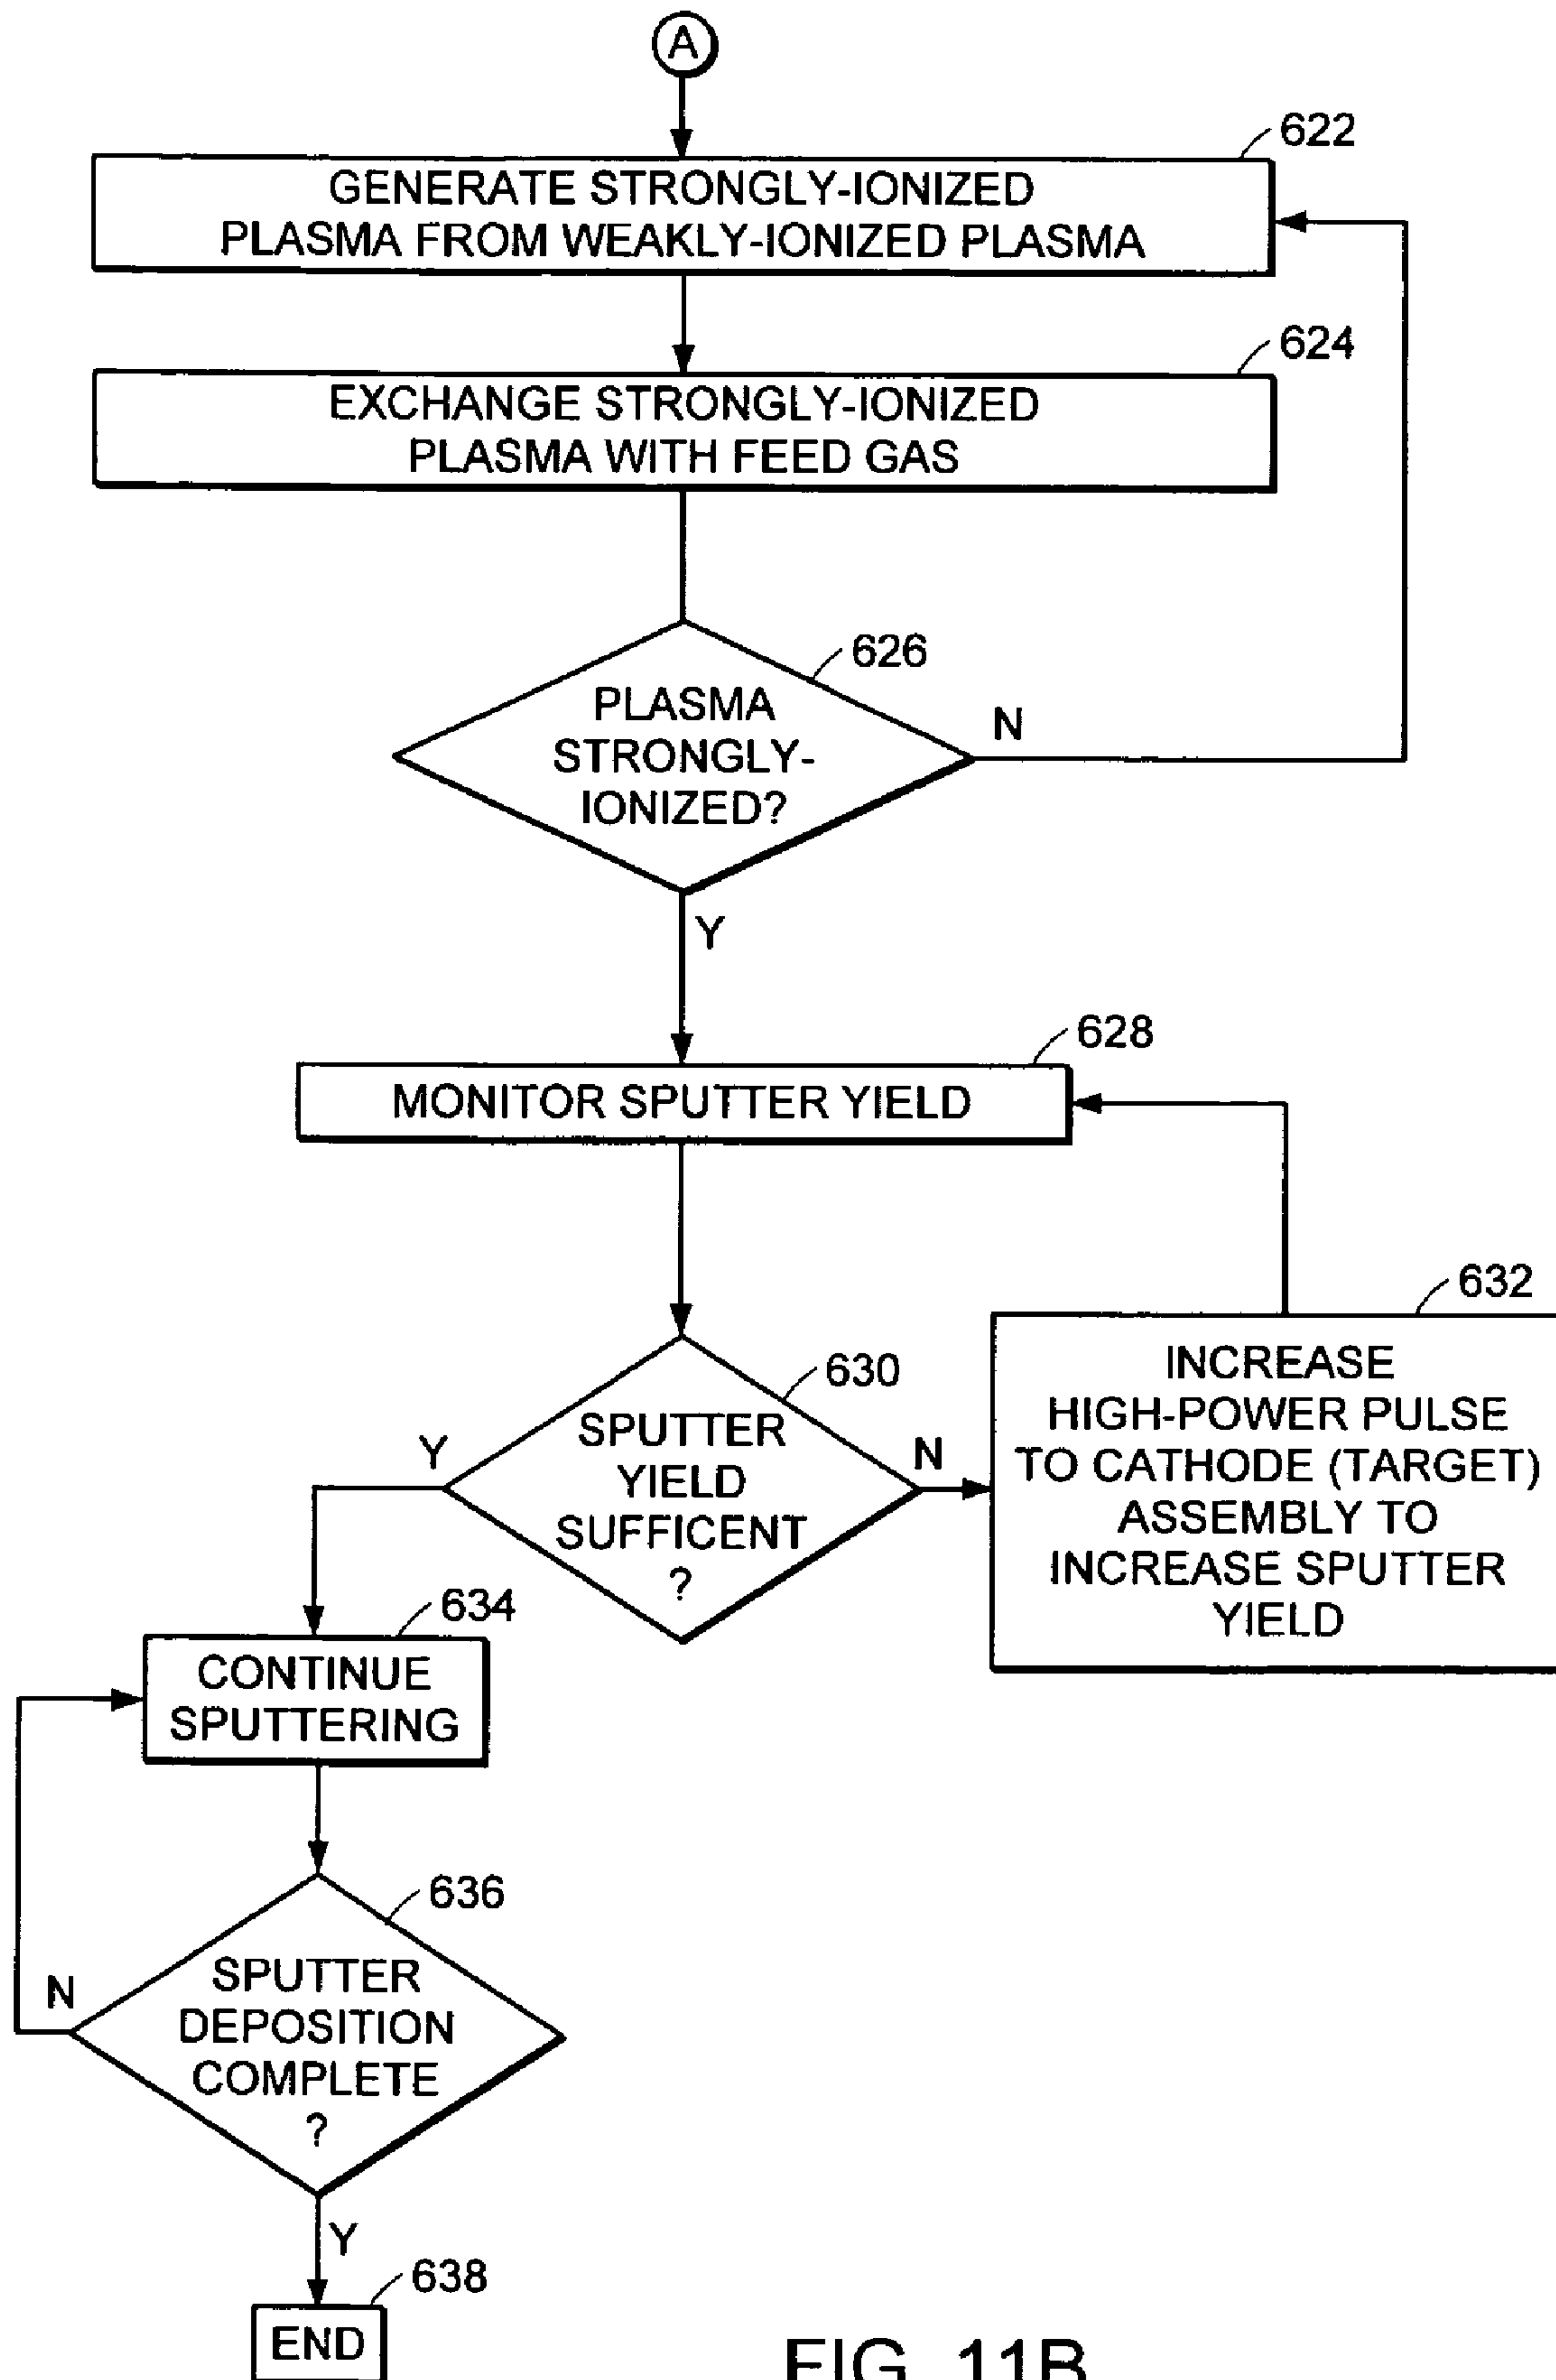 A
622
GENERATE STRONGLY-IONIZED
PLASMA FROM WEAKLY-IONIZED PLASMA
624
EXCHANGE STRONGLY-IONIZED
PLASMA WITH FEED GAS
626
PLASMA
STRONGLY-
IONIZED?
N
Y
628
MONITOR SPUTTER YIELD
630
SPUTTER
YIELD
SUFFICENT
?
Y
N
632
INCREASE
HIGH-POWER PULSE
TO CATHODE (TARGET)
ASSEMBLY TO
INCREASE SPUTTER
YIELD
634
CONTINUE
SPUTTERING
636
SPUTTER
DEPOSITION
COMPLETE
?
N
Y
638
END
FIG. 11B